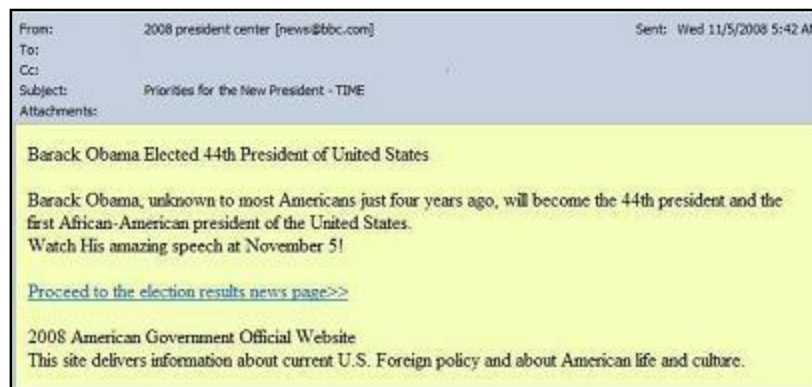 From: 2008 president center [news@bbc.com] Sent: Wed 11/5/2008 5:42 AM
To:
Cc:
Subject: Priorities for the New President - TIME
Attachments:
Barack Obama Elected 44th President of United States
Barack Obama, unknown to most Americans just four years ago, will become the 44th president and the
first African-American president of the United States.
Watch His amazing speech at November 5!
Proceed to the election results news page>>
2008 American Government Official Website
This site delivers information about current U.S. Foreign policy and about American life and culture.